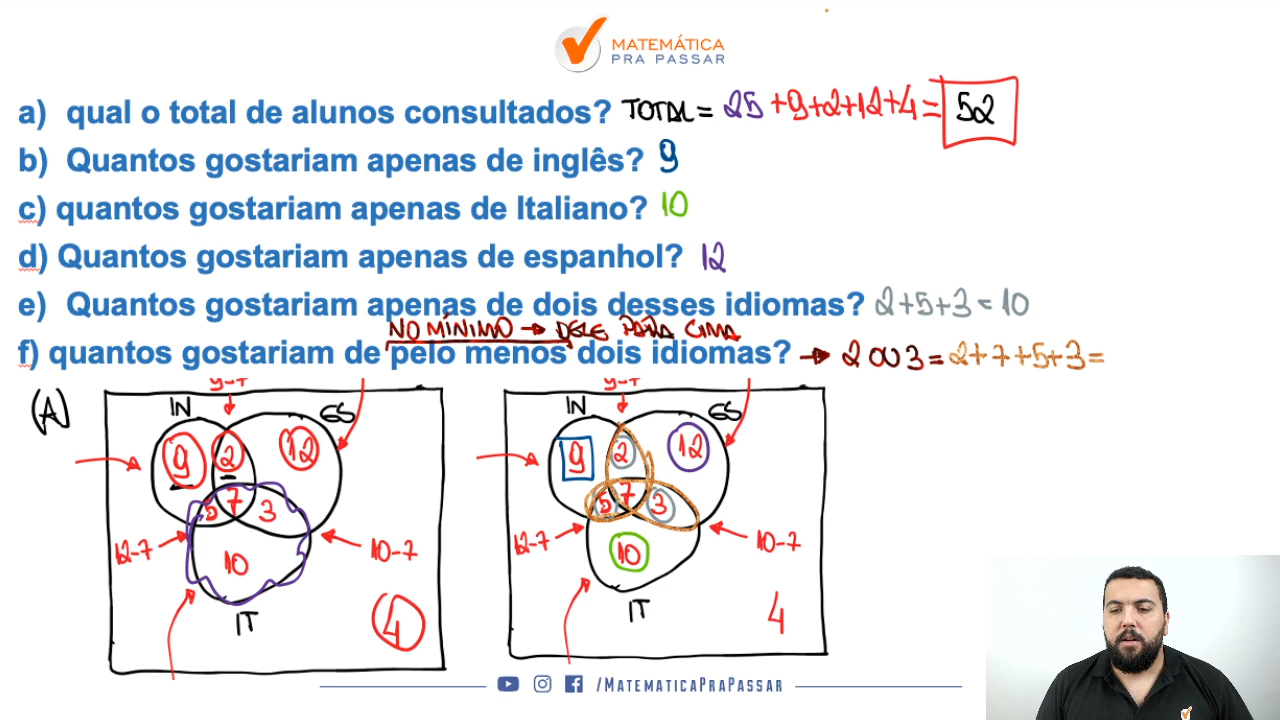 MATEMÁTICA
PRA PASSAR
a) qual o total de alunos consultados? TOTAL = 25 +9+2+12+4= 52
b) Quantos gostariam apenas de inglês? 9
c) quantos gostariam apenas de Italiano? 10
d) Quantos gostariam apenas de espanhol? 12
e) Quantos gostariam apenas de dois desses idiomas? 2+5+3=10
NO MÍNIMO → DELE PARA CIMA
f) quantos gostariam de pelo menos dois idiomas? → 2 ou 3 = 2+7+5+3=
(A)
9-7
IN
ES
9
2
12
5
7
3
12-7
10-7
10
IT
4
9-7
IN
ES
9
2
12
5
7
3
12-7
10-7
10
IT
4
/MATEMATICAPRAPASSAR